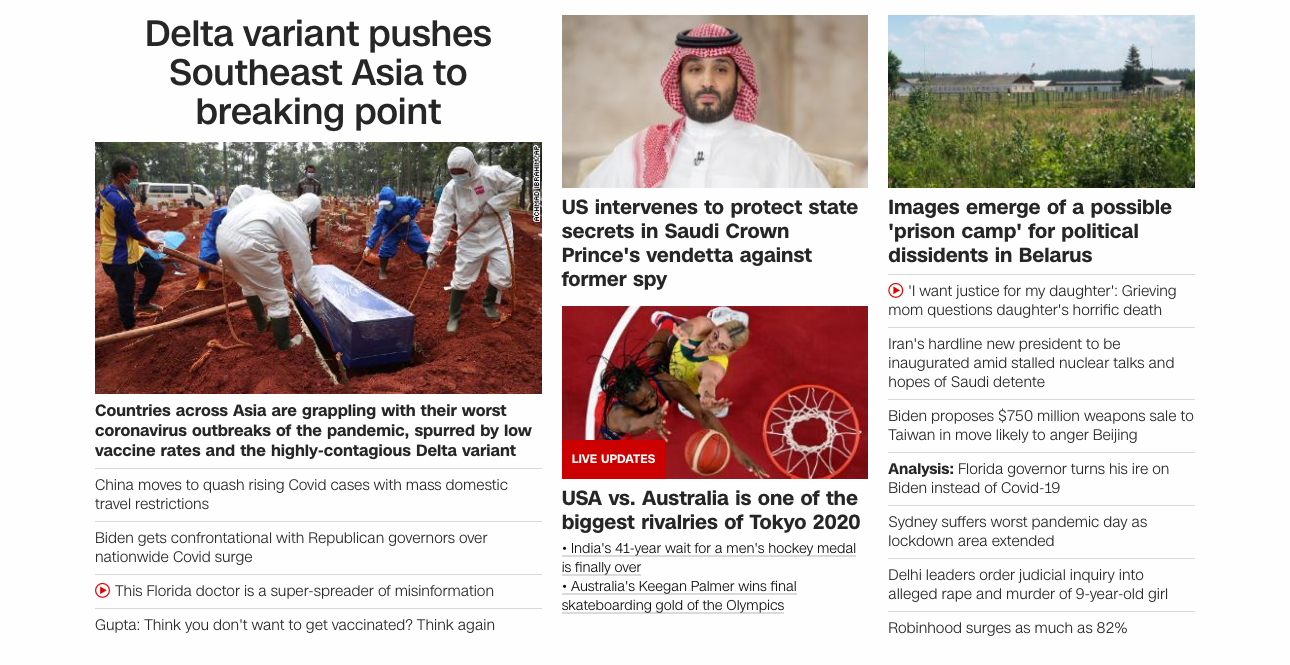 Delta variant pushes
Southeast Asia to
breaking point
ACHMAD IBRAHIM/AP
Countries across Asia are grappling with their worst
coronavirus outbreaks of the pandemic, spurred by low
vaccine rates and the highly-contagious Delta variant
China moves to quash rising Covid cases with mass domestic
travel restrictions
Biden gets confrontational with Republican governors over
nationwide Covid surge
This Florida doctor is a super-spreader of misinformation
Gupta: Think you don't want to get vaccinated? Think again
US intervenes to protect state
secrets in Saudi Crown
Prince's vendetta against
former spy
LIVE UPDATES
USA vs. Australia is one of the
biggest rivalries of Tokyo 2020
• India's 41-year wait for a men's hockey medal
is finally over
• Australia's Keegan Palmer wins final
skateboarding gold of the Olympics
Images emerge of a possible
'prison camp' for political
dissidents in Belarus
'I want justice for my daughter': Grieving
mom questions daughter's horrific death
Iran's hardline new president to be
inaugurated amid stalled nuclear talks and
hopes of Saudi detente
Biden proposes $750 million weapons sale to
Taiwan in move likely to anger Beijing
Analysis: Florida governor turns his ire on
Biden instead of Covid-19
Sydney suffers worst pandemic day as
lockdown area extended
Delhi leaders order judicial inquiry into
alleged rape and murder of 9-year-old girl
Robinhood surges as much as 82%